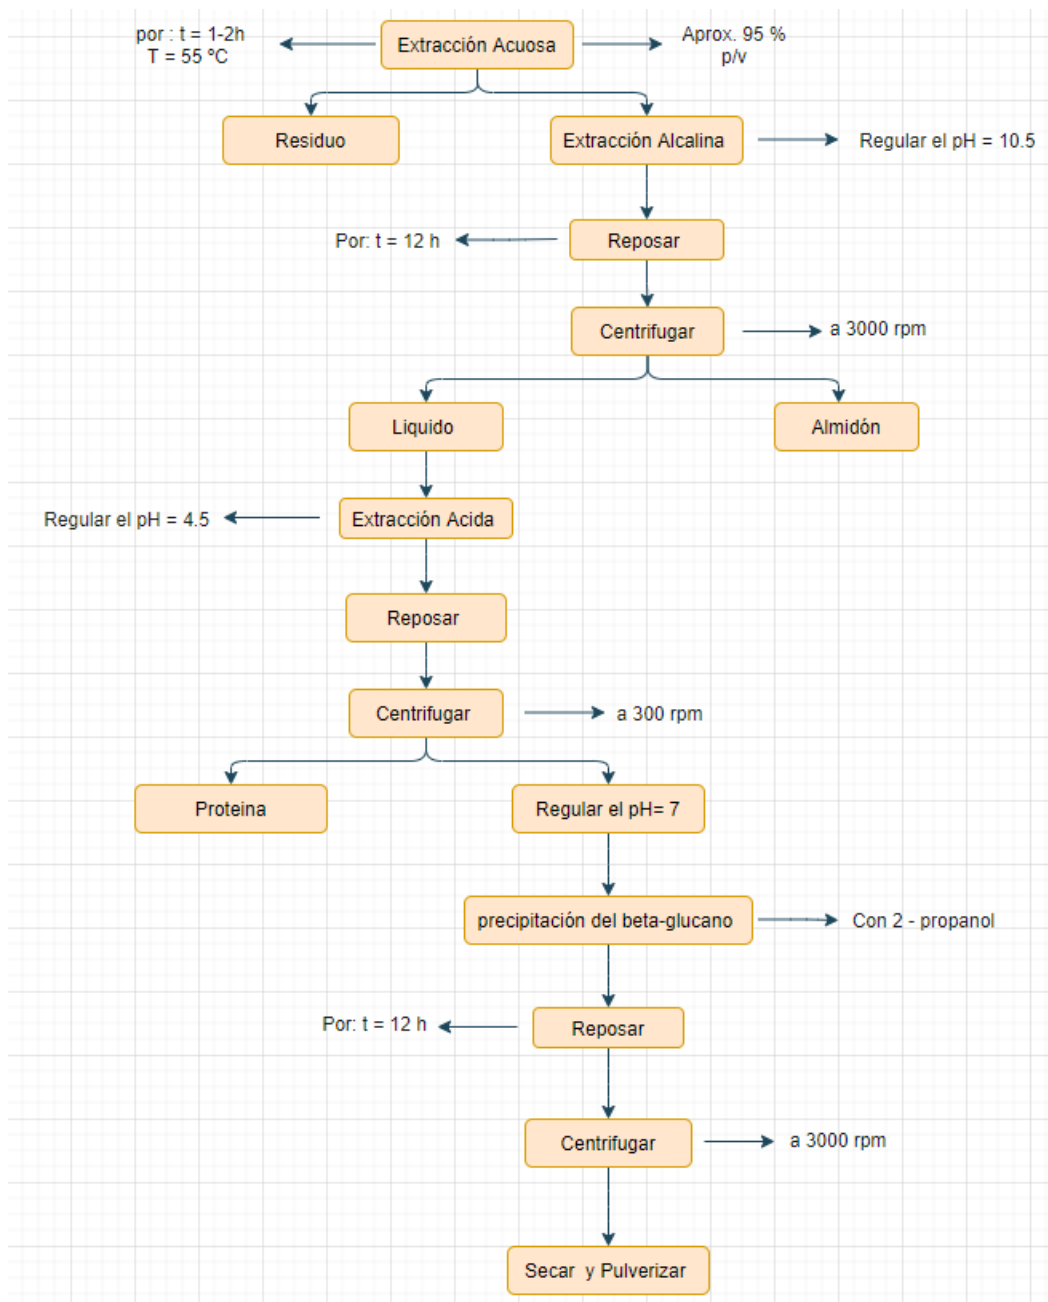 por : t = 1-2h
T = 55 ºC
Extracción Acuosa
Aprox. 95 %
p/v
Residuo
Extracción Alcalina
Regular el pH = 10.5
Por: t = 12 h
Reposar
Centrifugar
a 3000 rpm
Liquido
Almidón
Regular el pH = 4.5
Extracción Acida
Reposar
Centrifugar
a 300 rpm
Proteina
Regular el pH= 7
precipitación del beta-glucano
Con 2 - propanol
Por: t = 12 h
Reposar
Centrifugar
a 3000 rpm
Secar y Pulverizar